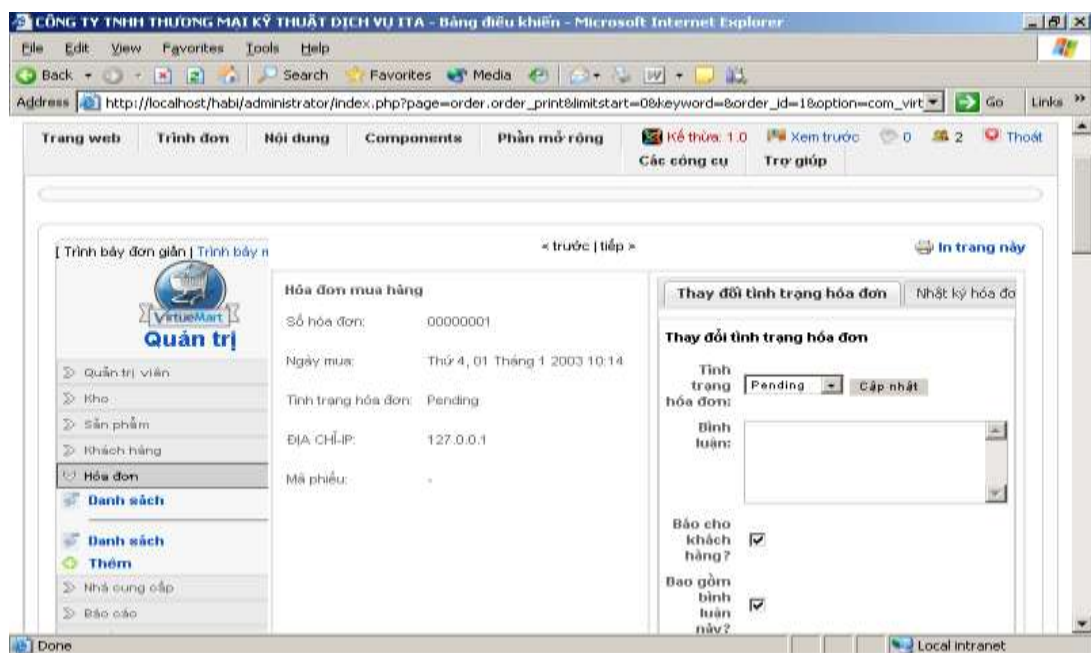 CÔNG TY TNHH THƯƠNG MẠI KỸ THUẬT DỊCH VỤ ITA - Bảng điều khiển - Microsoft Internet Explorer
File Edit View Favorites Tools Help
Back Search Favorites Media
Address http://localhost/habi/administrator/index.php?page=order.order_print&limitstart=0&keyword=&order_id=1&option=com_virt Go Links »
Trang web Trình đơn Nội dung Components Phần mở rộng Kế thừa: 1.0 Xem trước 0 2 Thoát
Các công cụ Trợ giúp
[ Trình bày đơn giản | Trình bày n
< trước | tiếp >
In trang này
VirtueMart
Quản trị
Quản trị viên
Kho
Sản phẩm
Khách hàng
Hóa đơn
Danh sách
Danh sách
Thêm
Nhà cung cấp
Báo cáo
Hóa đơn mua hàng
Số hóa đơn: 00000001
Ngày mua: Thứ 4, 01 Tháng 1 2003 10:14
Tình trạng hóa đơn: Pending
ĐỊA CHỈ-IP: 127.0.0.1
Mã phiếu: -
Thay đổi tình trạng hóa đơn Nhật ký hóa đơ
Thay đổi tình trạng hóa đơn
Tình
trạng
hóa đơn: Pending Cập nhật
Bình
luận:
Báo cho
khách
hàng?
Bao gồm
bình
luận
này?
Done Local intranet